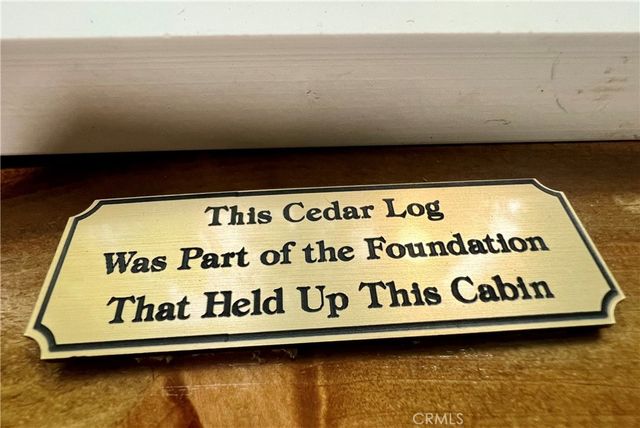 This Cedar Log
Was Part of the Foundation
That Held Up This Cabin
CRMLS